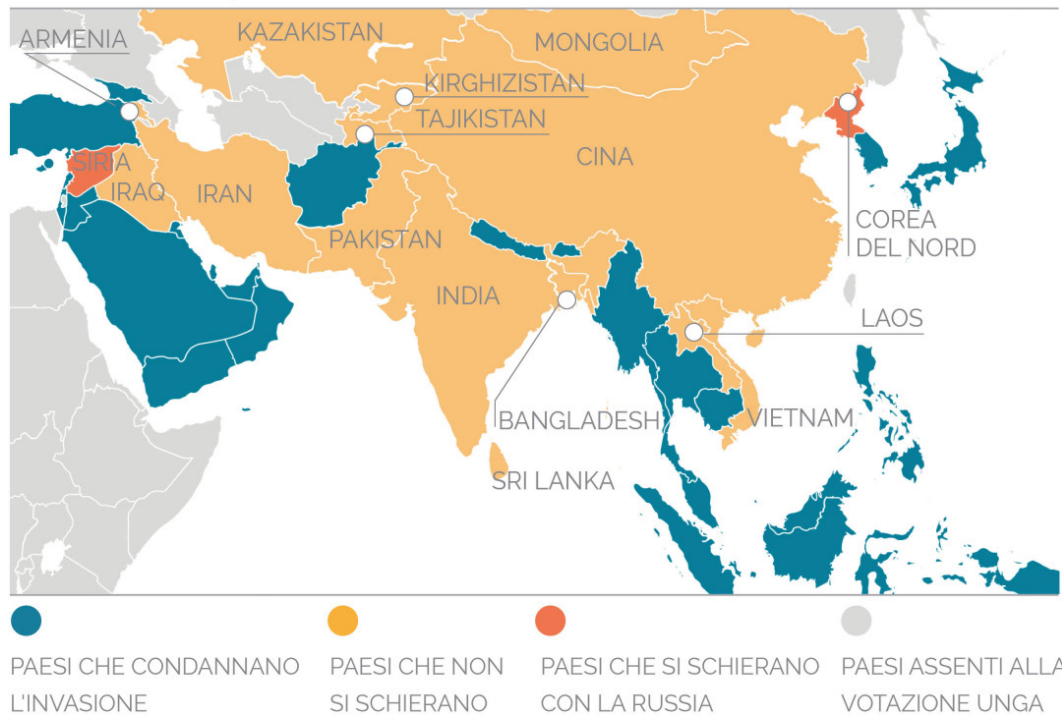 ARMENIA
KAZAKISTAN
MONGOLIA
KIRGHIZISTAN
TAJIKISTAN
CINA
SIRIA
IRAQ
IRAN
PAKISTAN
INDIA
COREA
DEL NORD
LAOS
BANGLADESH
VIETNAM
SRI LANKA
PAESI CHE CONDANNANO
L'INVASIONE
PAESI CHE NON
SI SCHIERANO
PAESI CHE SI SCHIERANO
CON LA RUSSIA
PAESI ASSENTI ALLA
VOTAZIONE UNGA